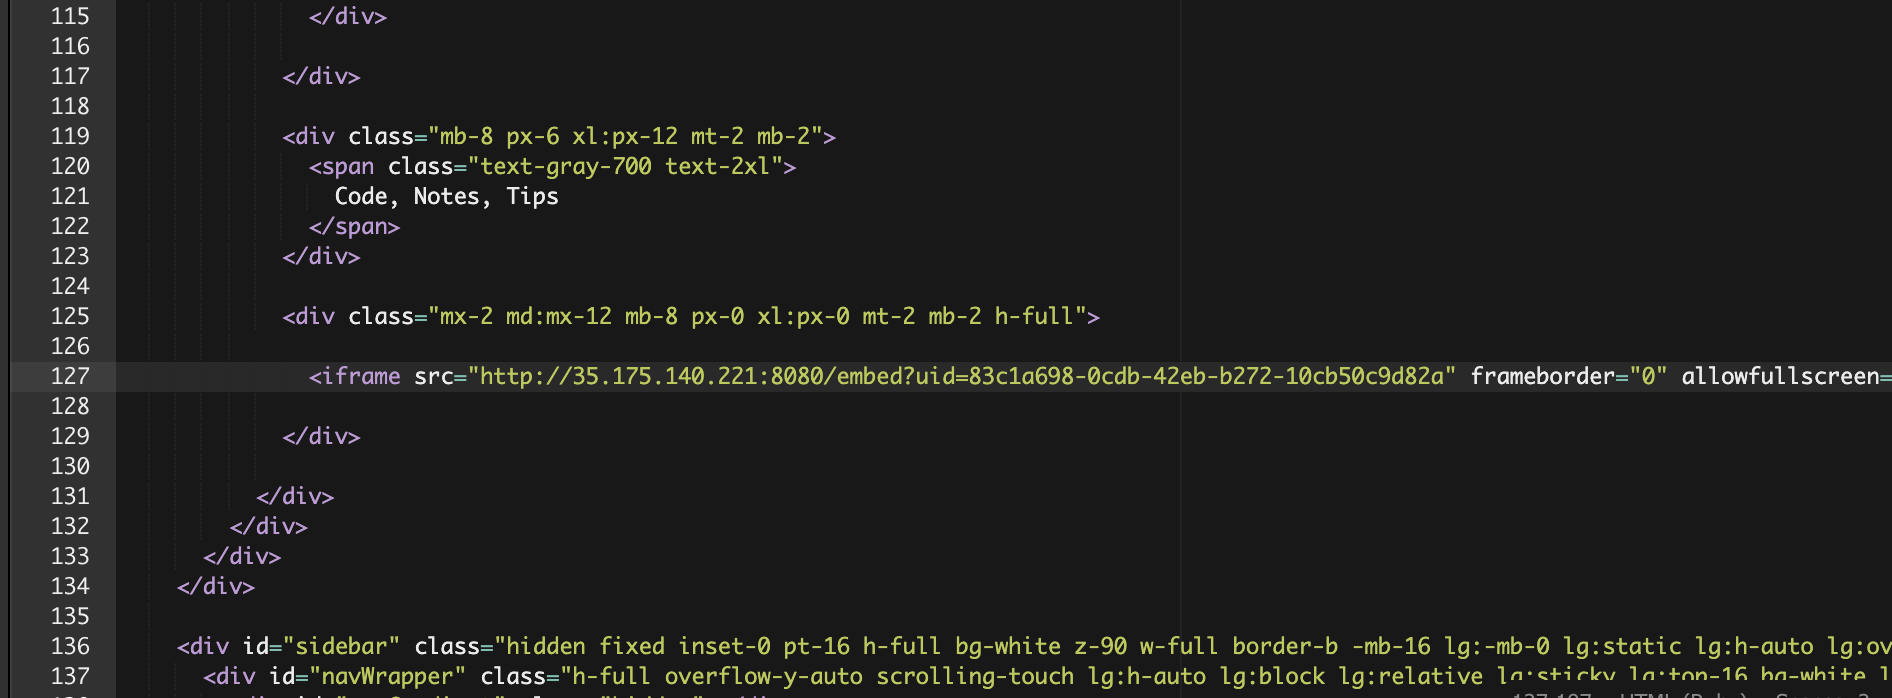 115 </div>
116
117 </div>
118
119 <div class="mb-8 px-6 xl:px-12 mt-2 mb-2">
120 <span class="text-gray-700 text-2xl">
121 Code, Notes, Tips
122 </span>
123 </div>
124
125 <div class="mx-2 md:mx-12 mb-8 px-0 xl:px-0 mt-2 mb-2 h-full">
126
127 <iframe src="http://35.175.140.221:8080/embed?uid=83c1a698-0cdb-42eb-b272-10cb50c9d82a" frameborder="0" allowfullscreen=
128
129 </div>
130
131 </div>
132 </div>
133 </div>
134 </div>
135
136 <div id="sidebar" class="hidden fixed inset-0 pt-16 h-full bg-white z-90 w-full border-b -mb-16 lg:-mb-0 lg:static lg:h-auto lg:ov
137 <div id="navWrapper" class="h-full overflow-y-auto scrolling-touch lg:h-auto lg:block lg:relative lg:sticky lg:top-16 bg-white l